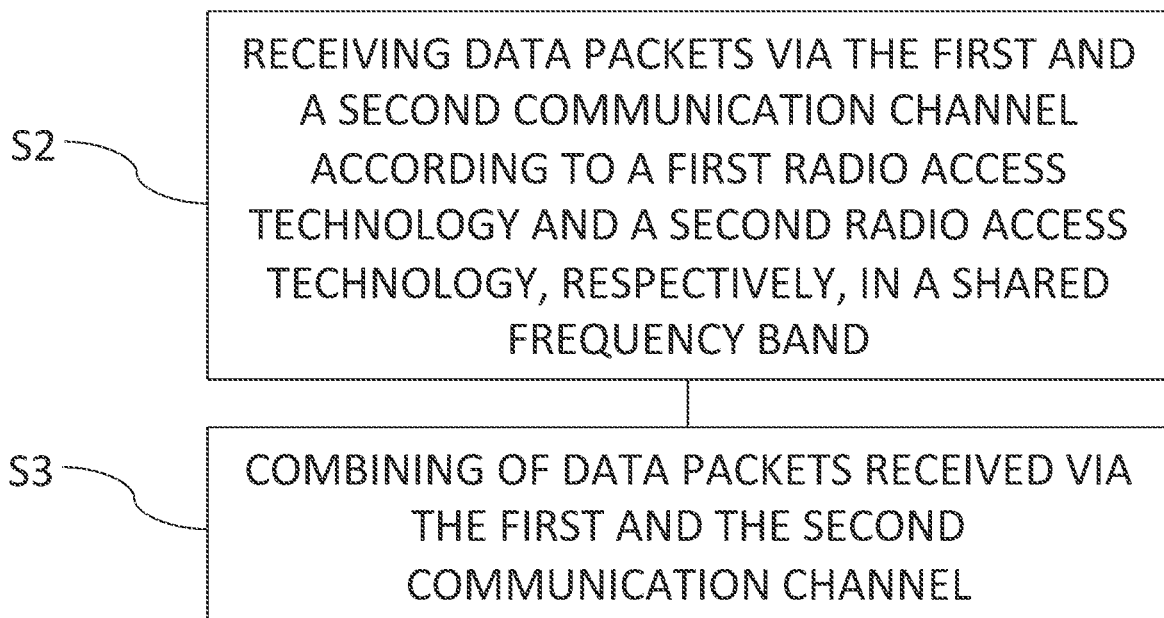 S2
RECEIVING DATA PACKETS VIA THE FIRST AND
A SECOND COMMUNICATION CHANNEL
ACCORDING TO A FIRST RADIO ACCESS
TECHNOLOGY AND A SECOND RADIO ACCESS
TECHNOLOGY, RESPECTIVELY, IN A SHARED
FREQUENCY BAND
S3
COMBINING OF DATA PACKETS RECEIVED VIA
THE FIRST AND THE SECOND
COMMUNICATION CHANNEL